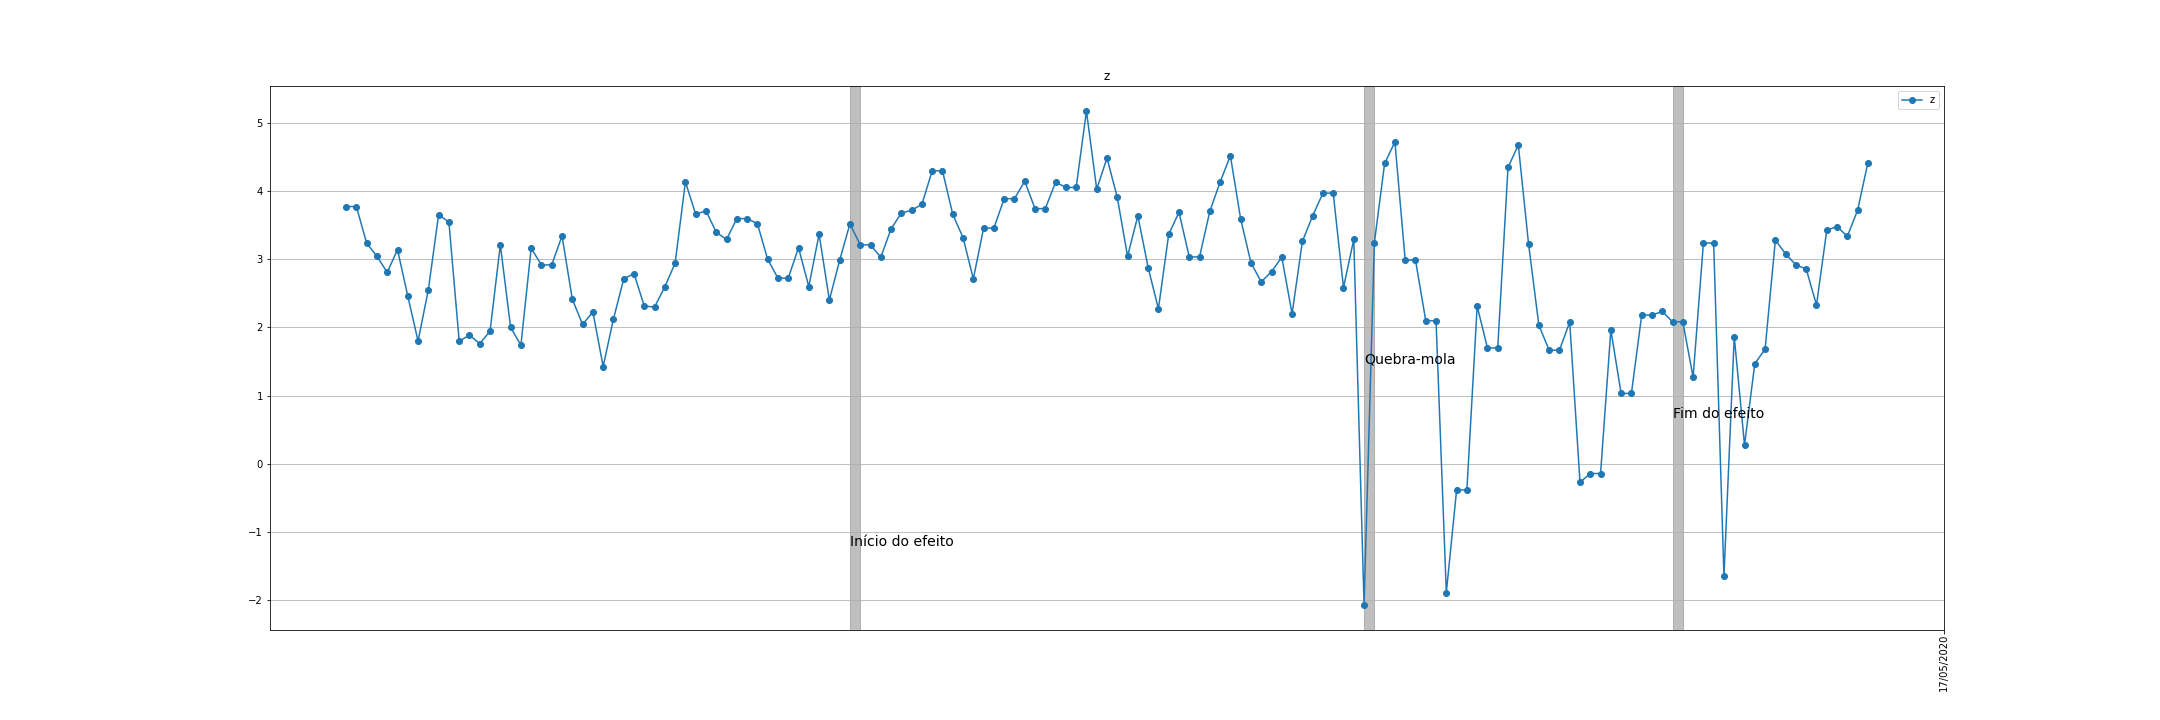 z
z
5
4
3
2
1
0
−1
−2
Quebra-mola
Fim do efeito
Início do efeito
17/05/2020